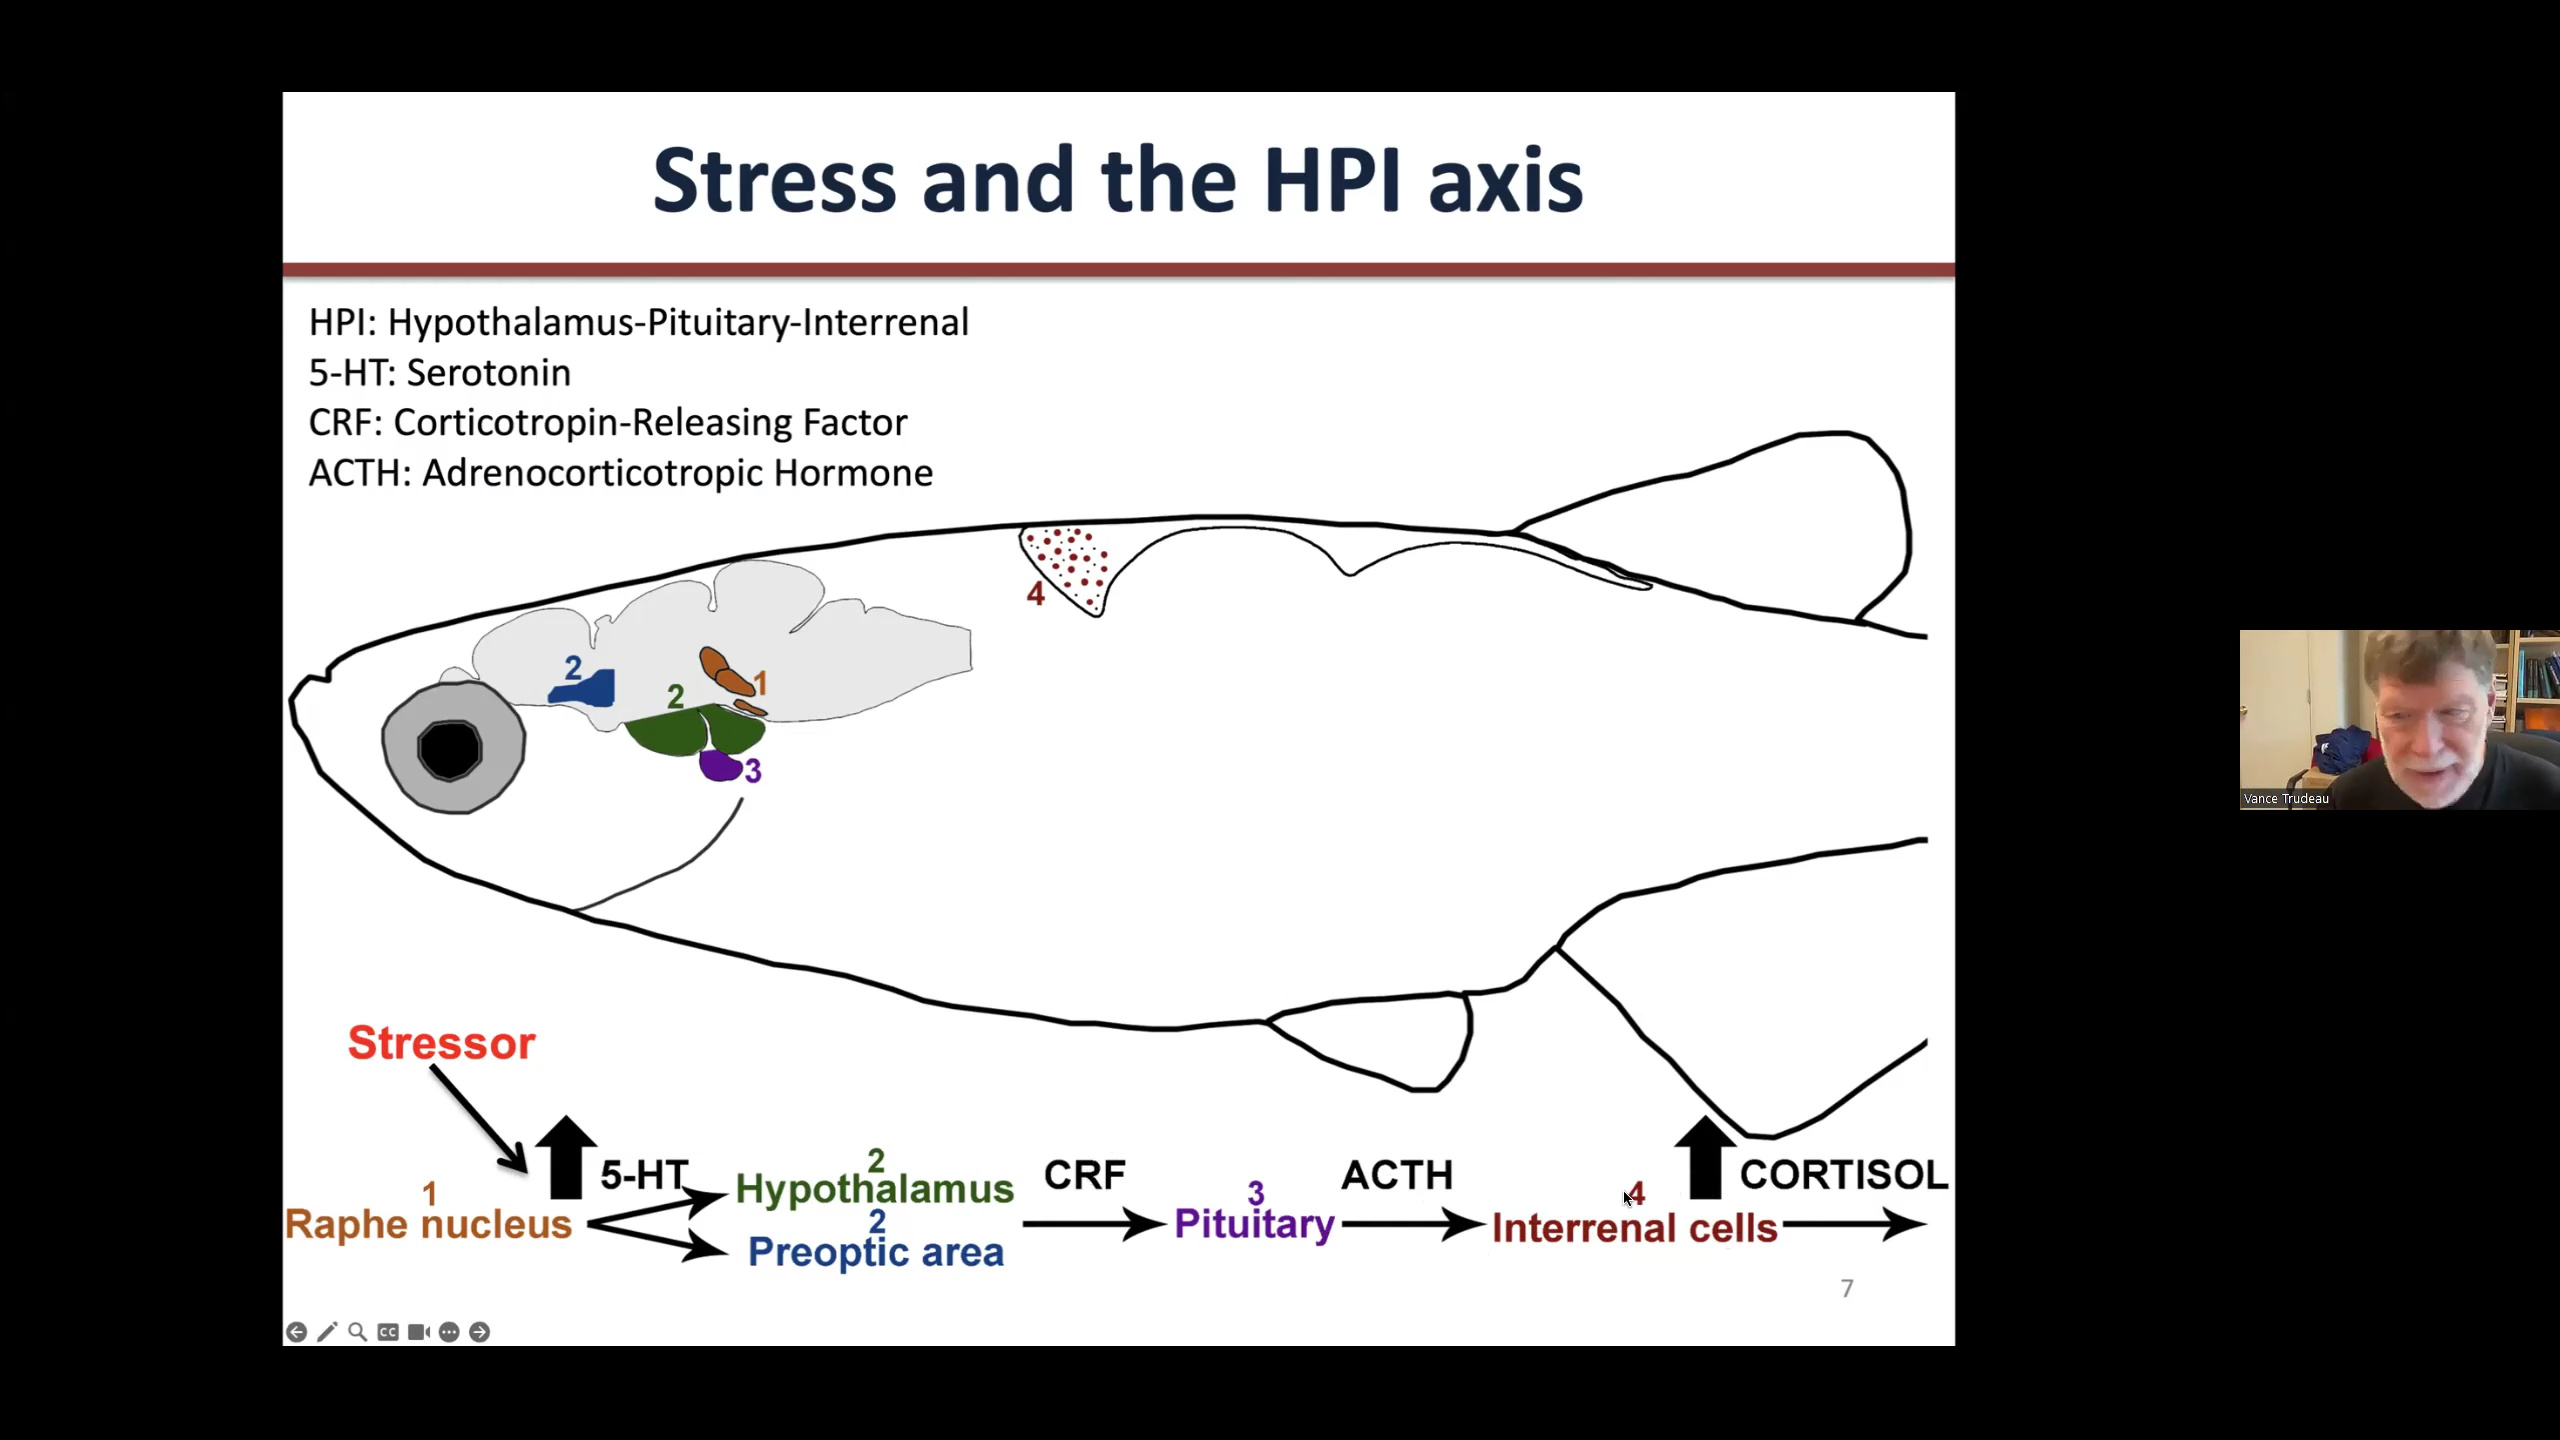 Stress and the HPI axis
HPI: Hypothalamus-Pituitary-Interrenal
5-HT: Serotonin
CRF: Corticotropin-Releasing Factor
ACTH: Adrenocorticotropic Hormone
4
2
2
1
3
Vance Trudeau
Stressor
5-HT
CRF
ACTH
CORTISOL
1
Raphe nucleus
2
Hypothalamus
2
Preoptic area
3
Pituitary
4
Interrenal cells
7
CC